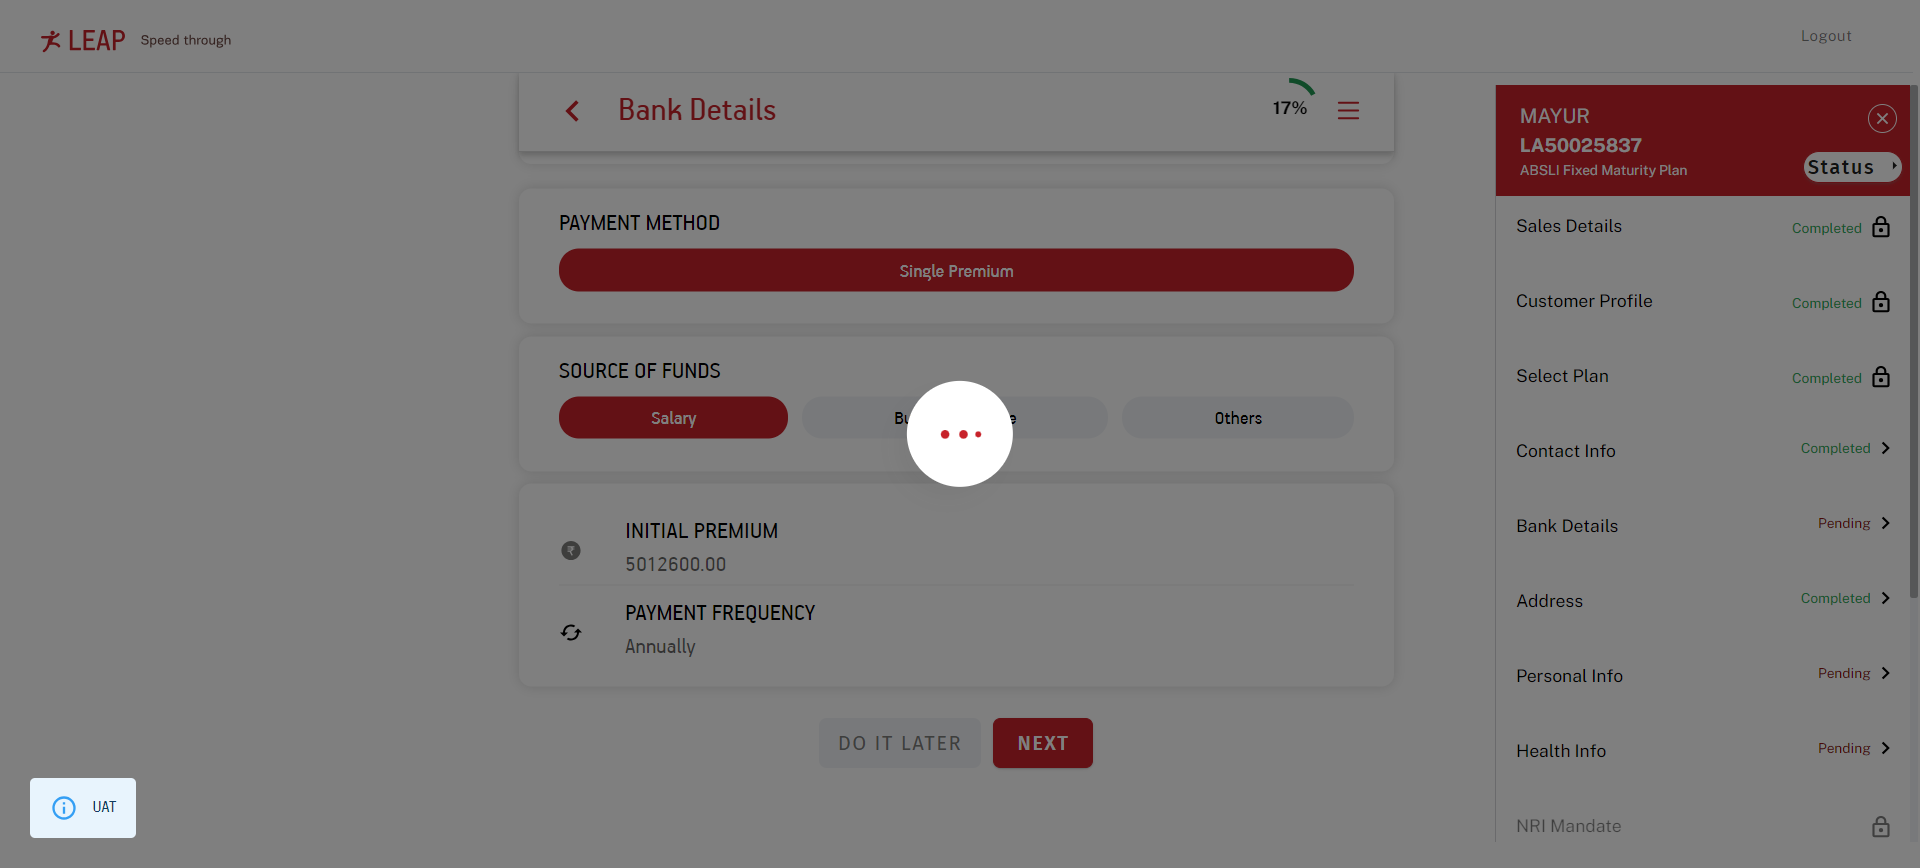 LEAP Speed through
Logout
Bank Details
17%
PAYMENT METHOD
Single Premium
SOURCE OF FUNDS
Salary
Others
INITIAL PREMIUM
5012600.00
PAYMENT FREQUENCY
Annually
DO IT LATER
NEXT
UAT
MAYUR
LA50025837
ABSLI Fixed Maturity Plan
Status
Sales Details Completed
Customer Profile Completed
Select Plan Completed
Contact Info Completed
Bank Details Pending
Address Completed
Personal Info Pending
Health Info Pending
NRI Mandate